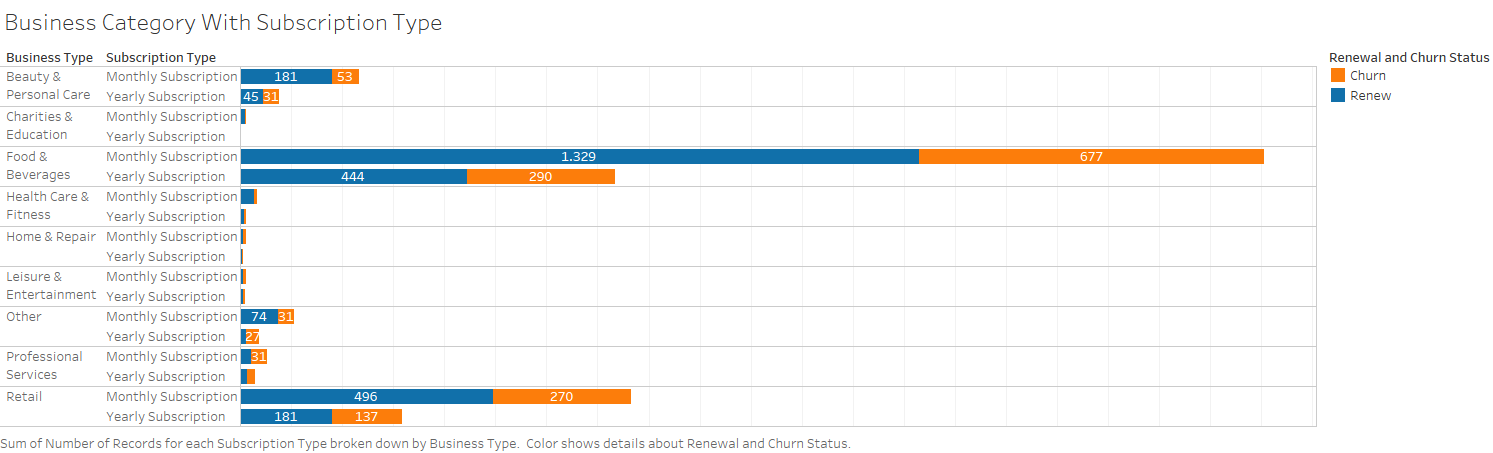 Business Category With Subscription Type
Business Type Subscription Type
Renewal and Churn Status
Churn
Renew
Beauty & Personal Care
Monthly Subscription 181 53
Yearly Subscription 45 31
Charities & Education
Monthly Subscription
Yearly Subscription
Food & Beverages
Monthly Subscription 1.329 677
Yearly Subscription 444 290
Health Care & Fitness
Monthly Subscription
Yearly Subscription
Home & Repair
Monthly Subscription
Yearly Subscription
Leisure & Entertainment
Monthly Subscription
Yearly Subscription
Other
Monthly Subscription 74 31
Yearly Subscription 27
Professional Services
Monthly Subscription 31
Yearly Subscription
Retail
Monthly Subscription 496 270
Yearly Subscription 181 137
Sum of Number of Records for each Subscription Type broken down by Business Type.  Color shows details about Renewal and Churn Status.